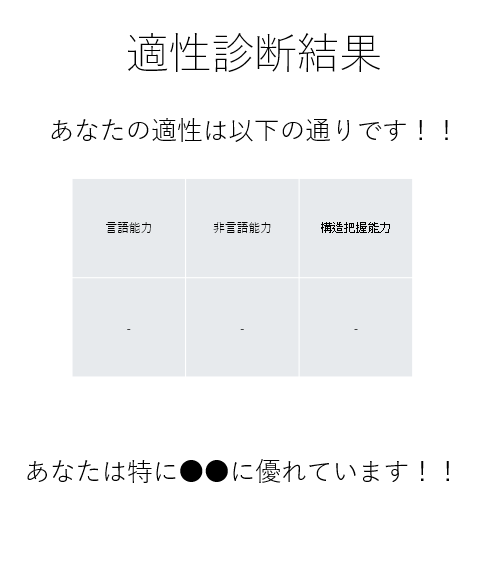 適性診断結果
あなたの適性は以下の通りです！！
言語能力 非言語能力 構造把握能力
- - -
あなたは特に●●に優れています！！